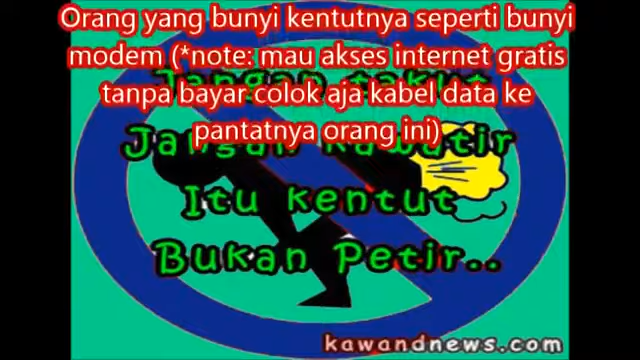 Orang yang bunyi kentutnya seperti bunyi
modem (*note: mau akses internet gratis
tanpa bayar colok aja kabel data ke
pantatnya orang ini)
Jangan takut
Jangan kawatir
Itu kentut
Bukan Petir..
kawandnews.com